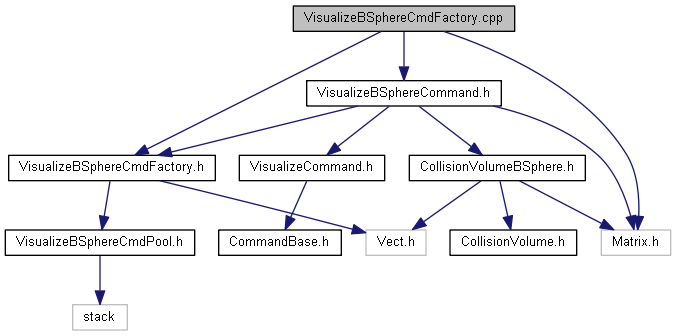 VisualizeBSphereCmdFactory.cpp
VisualizeBSphereCommand.h
VisualizeBSphereCmdFactory.h
VisualizeCommand.h
CollisionVolumeBSphere.h
VisualizeBSphereCmdPool.h
CommandBase.h
Vect.h
CollisionVolume.h
Matrix.h
stack